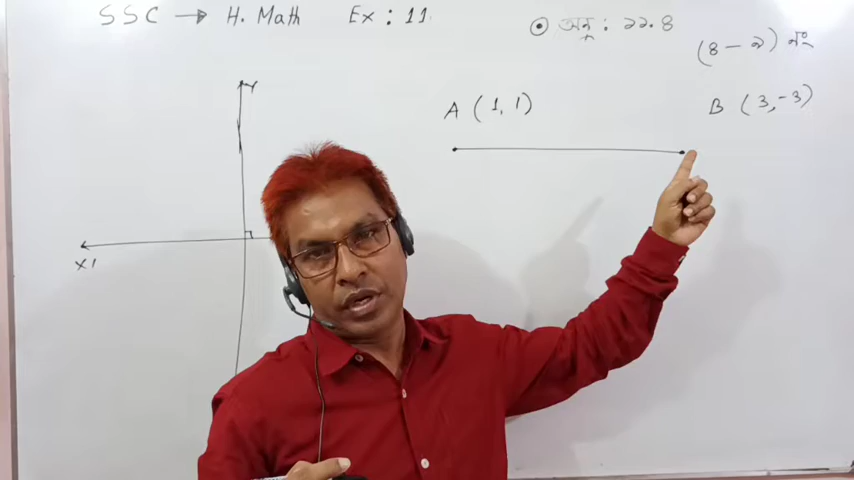 SSC → H. Math Ex : 11
অনু : ১১.৪
(৪ - ৯) নং
A (1, 1)
B (3, -3)
Y
X'